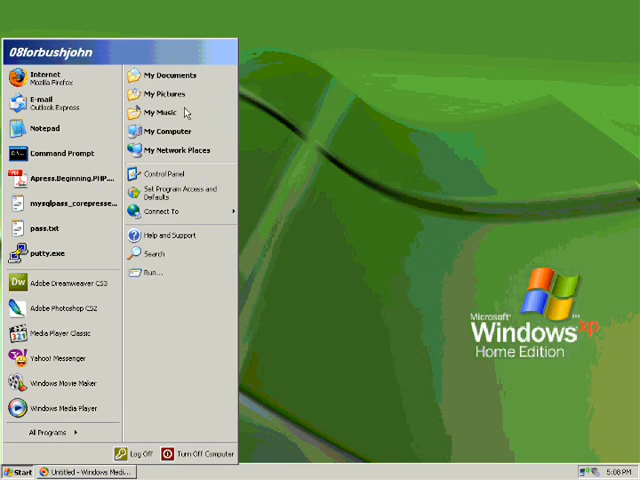 08forbushjohn
Internet
Mozilla Firefox
E-mail
Outlook Express
Notepad
Command Prompt
Apress.Beginning.PHP....
mysqlpass_corepresse...
pass.txt
putty.exe
Adobe Dreamweaver CS3
Adobe Photoshop CS2
Media Player Classic
Yahoo! Messenger
Windows Movie Maker
Windows Media Player
All Programs
My Documents
My Pictures
My Music
My Computer
My Network Places
Control Panel
Set Program Access and
Defaults
Connect To
Help and Support
Search
Run...
Log Off
Turn Off Computer
Microsoft
Windows xp
Home Edition
Start
Untitled - Windows Medi...
5:08 PM